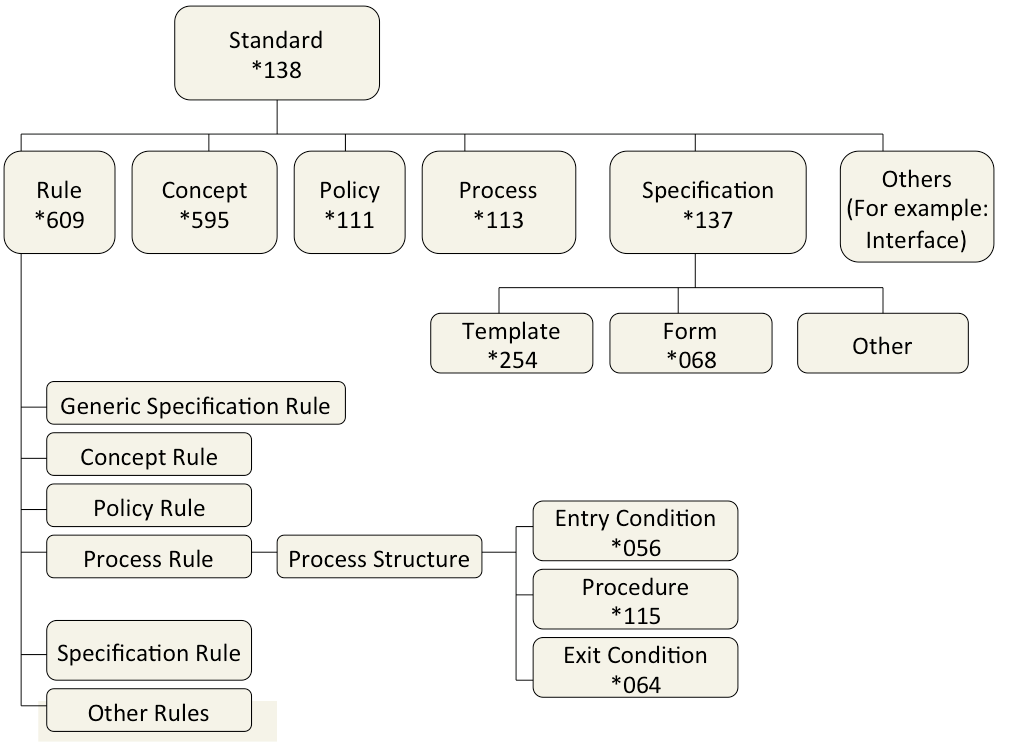 Standard
*138
Rule
*609
Concept
*595
Policy
*111
Process
*113
Specification
*137
Others
(For example:
Interface)
Template
*254
Form
*068
Other
Generic Specification Rule
Concept Rule
Policy Rule
Process Rule
Process Structure
Entry Condition
*056
Procedure
*115
Exit Condition
*064
Specification Rule
Other Rules